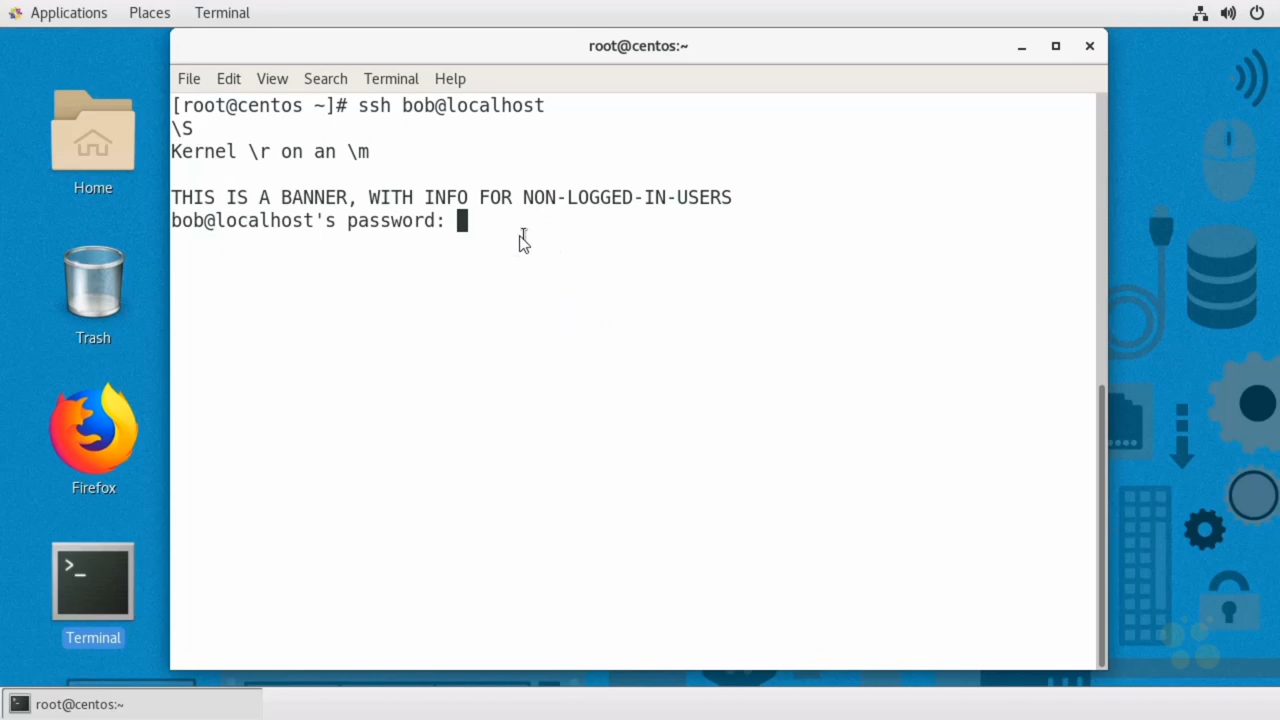 Applications Places Terminal
root@centos:~
File Edit View Search Terminal Help
[root@centos ~]# ssh bob@localhost
\S
Kernel \r on an \m
THIS IS A BANNER, WITH INFO FOR NON-LOGGED-IN-USERS
bob@localhost's password:
Home
Trash
Firefox
>_
Terminal
root@centos:~